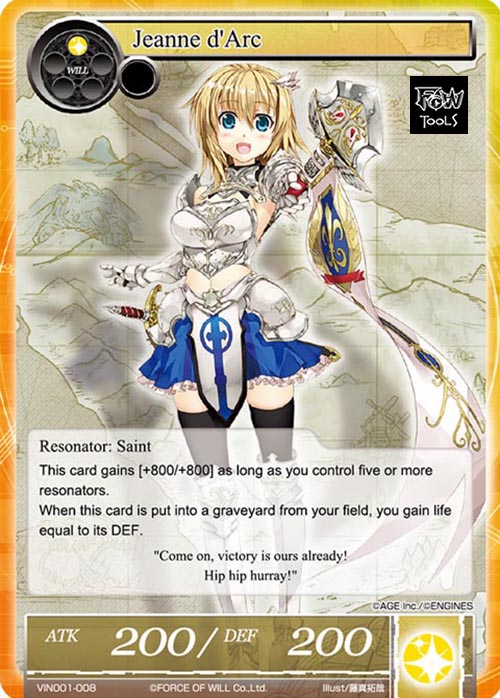 Jeanne d'Arc
WILL
FOW
TOOLS
Resonator: Saint
This card gains [+800/+800] as long as you control five or more
resonators.
When this card is put into a graveyard from your field, you gain life
equal to its DEF.
"Come on, victory is ours already!
Hip hip hurray!"
©AGE Inc./©ENGINES
ATK 200 / DEF 200
VIN001-008 ©FORCE OF WILL Co.,Ltd. Illust/藤真拓哉